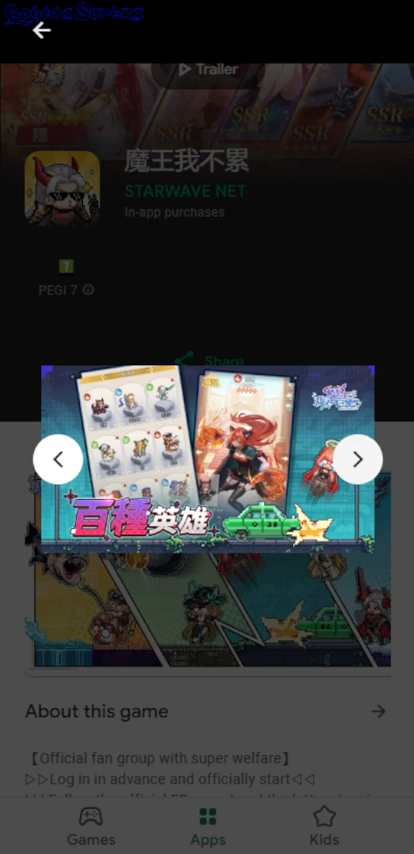 Trailer
SSR
SSR
SSR
SSR
魔王我不累
STARWAVE NET
In-app purchases
7
PEGI 7
Share
百種英雄
About this game
【Official fan group with super welfare】
▷▷Log in in advance and officially start◁◁
Games
Apps
Kids